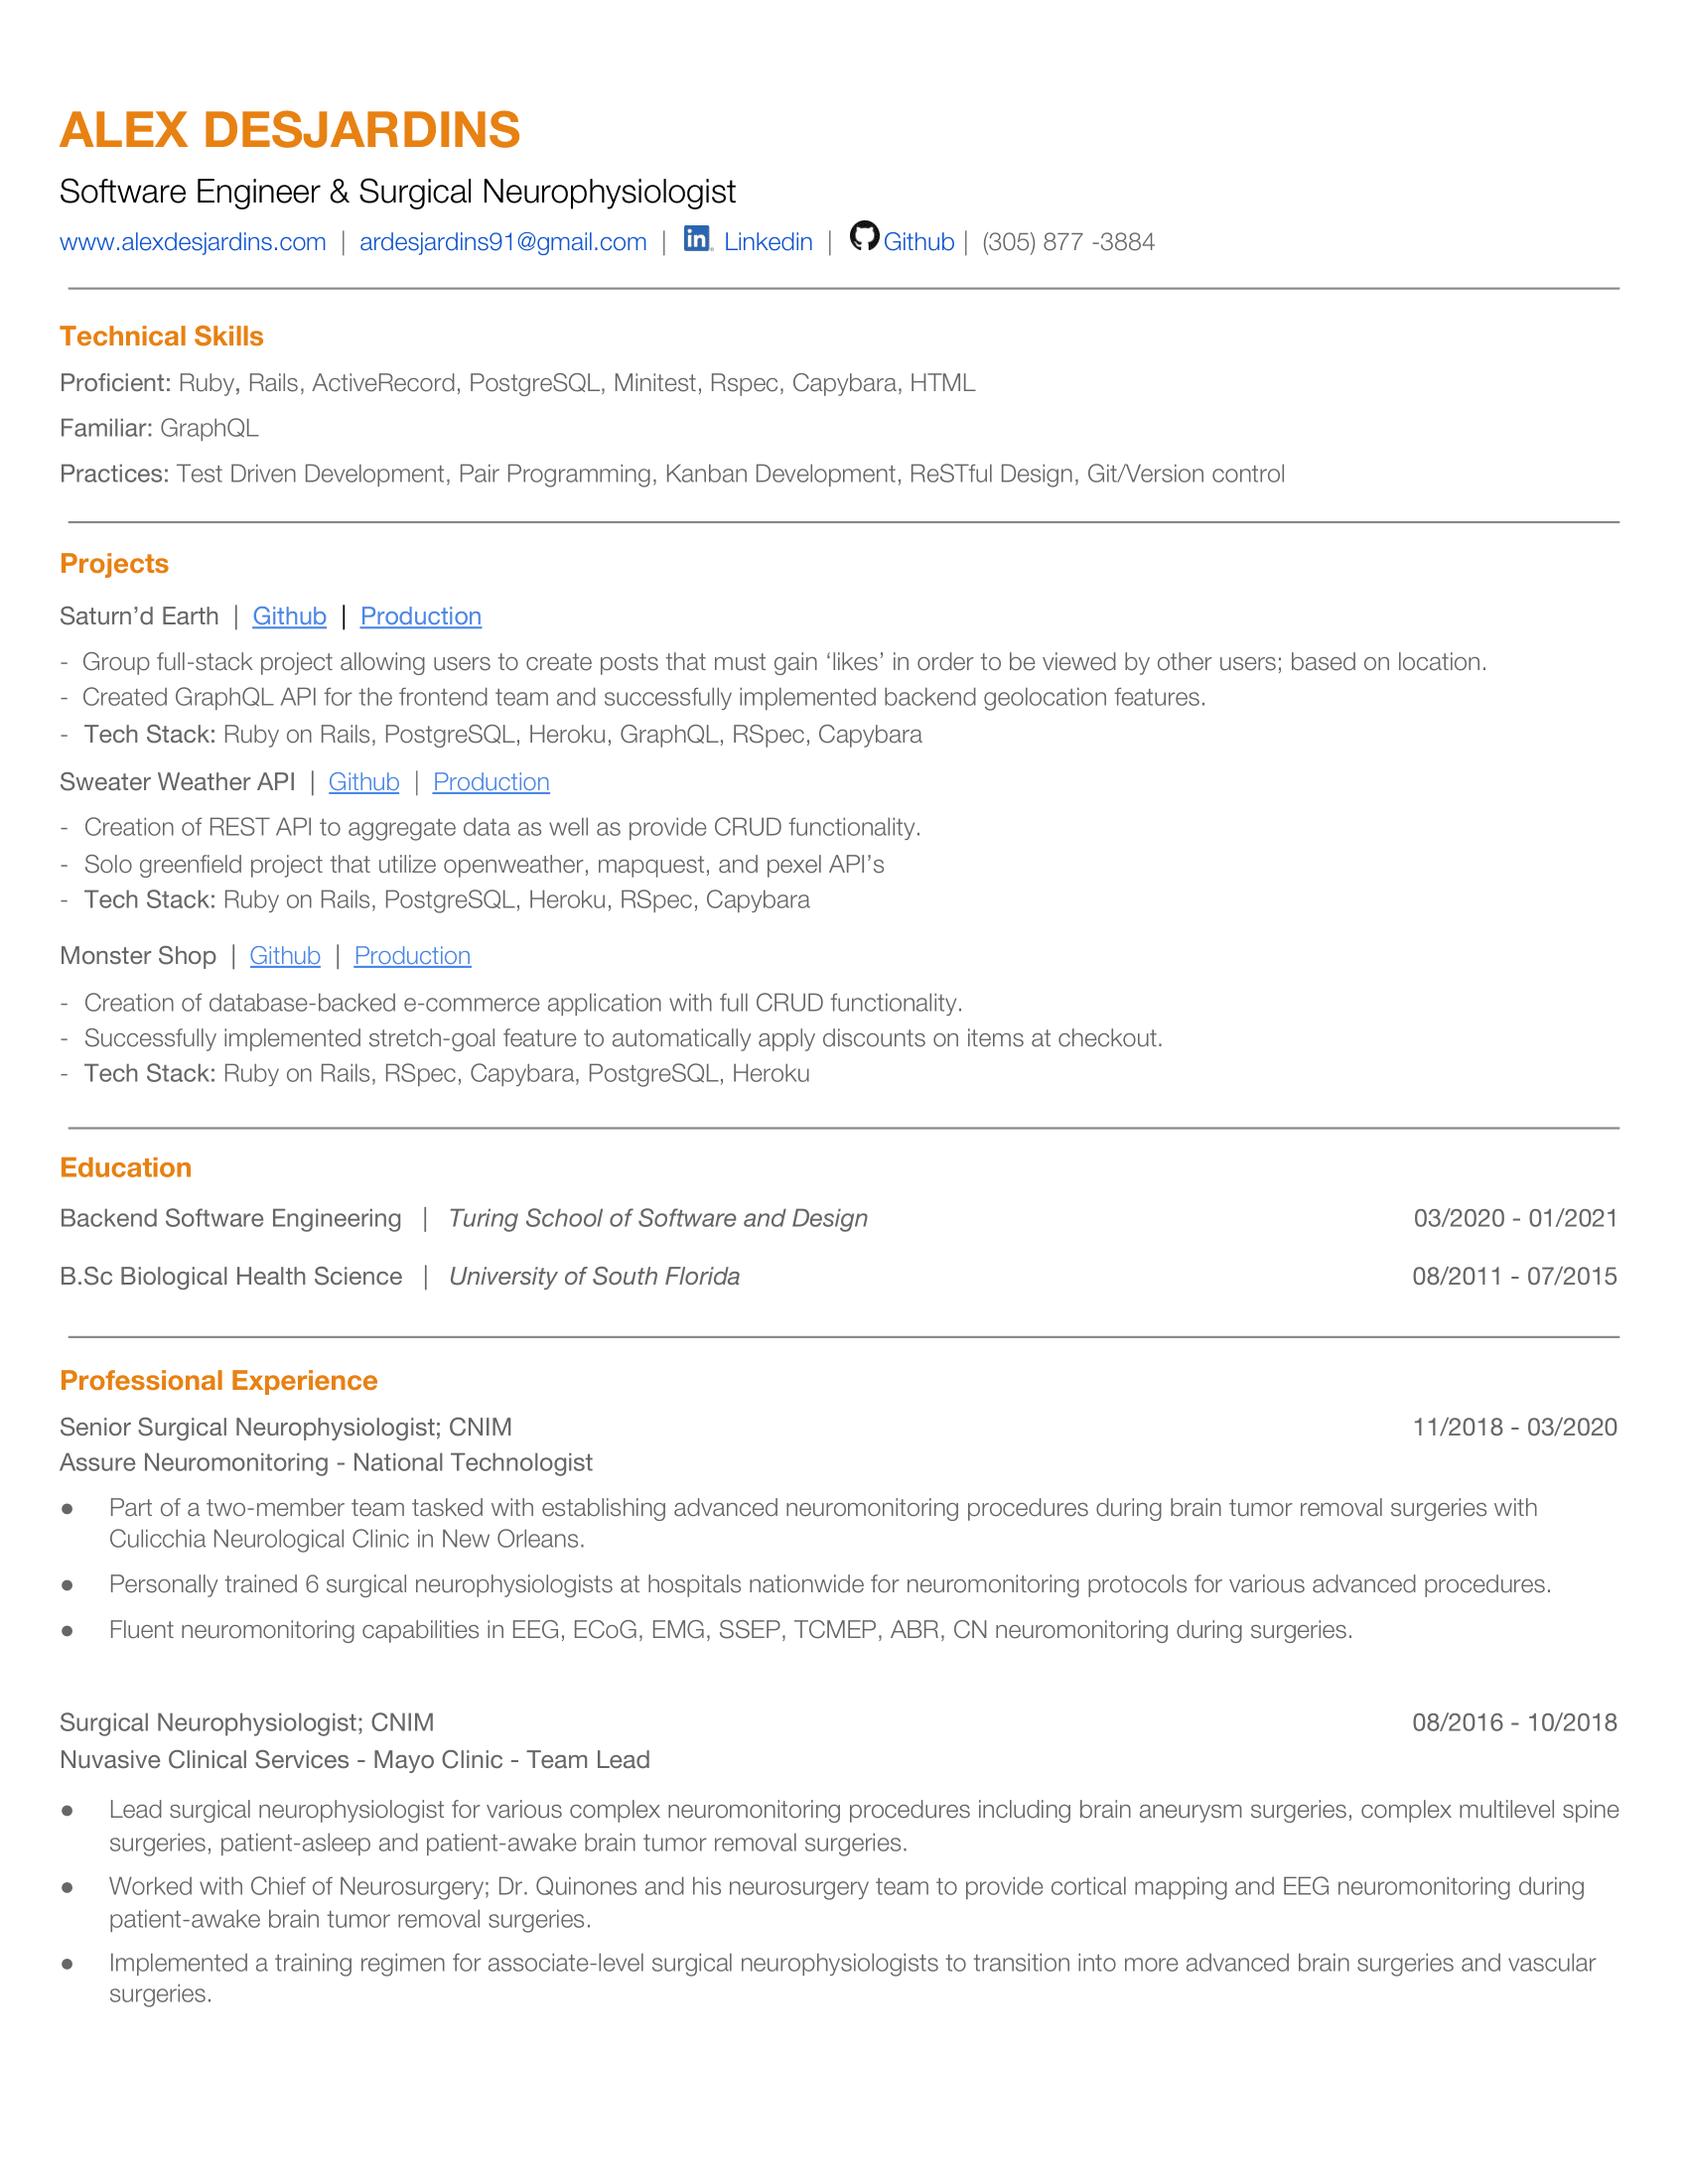 ALEX DESJARDINS
Software Engineer & Surgical Neurophysiologist
www.alexdesjardins.com | ardesjardins91@gmail.com | in Linkedin | Github | (305) 877 -3884
Technical Skills
Proficient: Ruby, Rails, ActiveRecord, PostgreSQL, Minitest, Rspec, Capybara, HTML
Familiar: GraphQL
Practices: Test Driven Development, Pair Programming, Kanban Development, ReSTful Design, Git/Version control
Projects
Saturn’d Earth | Github | Production
- Group full-stack project allowing users to create posts that must gain ‘likes’ in order to be viewed by other users; based on location.
- Created GraphQL API for the frontend team and successfully implemented backend geolocation features.
- Tech Stack: Ruby on Rails, PostgreSQL, Heroku, GraphQL, RSpec, Capybara
Sweater Weather API | Github | Production
- Creation of REST API to aggregate data as well as provide CRUD functionality.
- Solo greenfield project that utilize openweather, mapquest, and pexel API’s
- Tech Stack: Ruby on Rails, PostgreSQL, Heroku, RSpec, Capybara
Monster Shop | Github | Production
- Creation of database-backed e-commerce application with full CRUD functionality.
- Successfully implemented stretch-goal feature to automatically apply discounts on items at checkout.
- Tech Stack: Ruby on Rails, RSpec, Capybara, PostgreSQL, Heroku
Education
Backend Software Engineering | Turing School of Software and Design 03/2020 - 01/2021
B.Sc Biological Health Science | University of South Florida 08/2011 - 07/2015
Professional Experience
Senior Surgical Neurophysiologist; CNIM 11/2018 - 03/2020
Assure Neuromonitoring - National Technologist
● Part of a two-member team tasked with establishing advanced neuromonitoring procedures during brain tumor removal surgeries with
Culicchia Neurological Clinic in New Orleans.
● Personally trained 6 surgical neurophysiologists at hospitals nationwide for neuromonitoring protocols for various advanced procedures.
● Fluent neuromonitoring capabilities in EEG, ECoG, EMG, SSEP, TCMEP, ABR, CN neuromonitoring during surgeries.
Surgical Neurophysiologist; CNIM 08/2016 - 10/2018
Nuvasive Clinical Services - Mayo Clinic - Team Lead
● Lead surgical neurophysiologist for various complex neuromonitoring procedures including brain aneurysm surgeries, complex multilevel spine
surgeries, patient-asleep and patient-awake brain tumor removal surgeries.
● Worked with Chief of Neurosurgery; Dr. Quinones and his neurosurgery team to provide cortical mapping and EEG neuromonitoring during
patient-awake brain tumor removal surgeries.
● Implemented a training regimen for associate-level surgical neurophysiologists to transition into more advanced brain surgeries and vascular
surgeries.